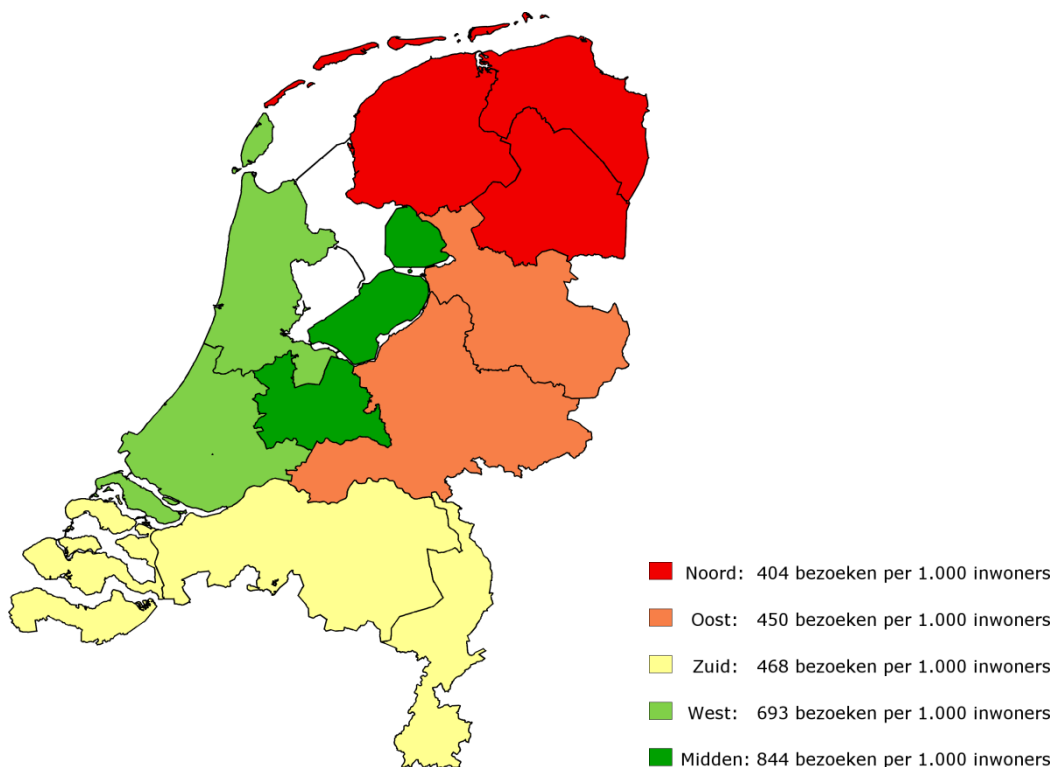 Noord: 404 bezoeken per 1.000 inwoners
Oost: 450 bezoeken per 1.000 inwoners
Zuid: 468 bezoeken per 1.000 inwoners
West: 693 bezoeken per 1.000 inwoners
Midden: 844 bezoeken per 1.000 inwoners